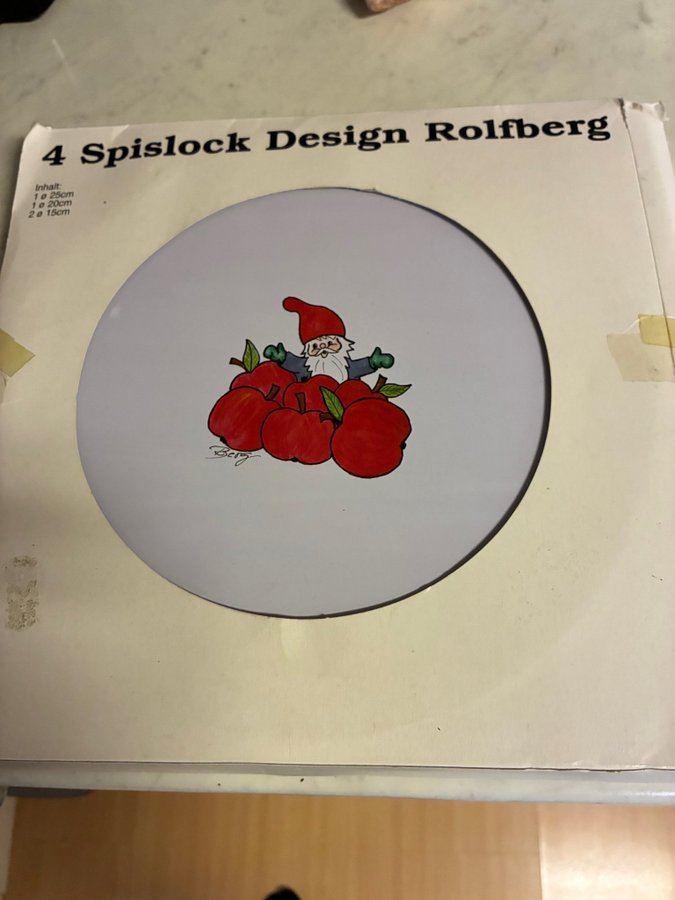 4 Spislock Design Rolfberg
Inhalt:
1 ø 25cm
1 ø 20cm
2 ø 15cm
Berg